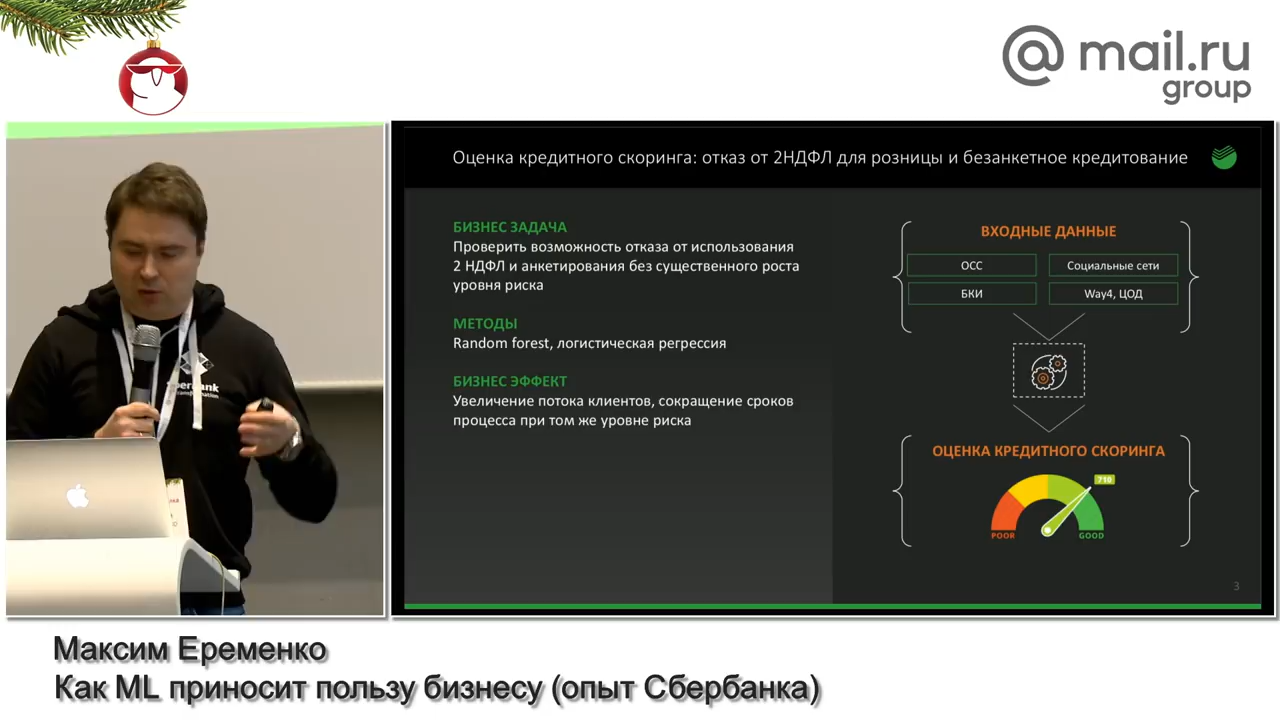 @ mail.ru
group
Оценка кредитного скоринга: отказ от 2НДФЛ для розницы и безанкетное кредитование
БИЗНЕС ЗАДАЧА
Проверить возможность отказа от использования
2 НДФЛ и анкетирования без существенного роста
уровня риска
МЕТОДЫ
Random forest, логистическая регрессия
БИЗНЕС ЭФФЕКТ
Увеличение потока клиентов, сокращение сроков
процесса при том же уровне риска
ВХОДНЫЕ ДАННЫЕ
ОСС
Социальные сети
БКИ
Way4, ЦОД
ОЦЕНКА КРЕДИТНОГО СКОРИНГА
710
POOR
GOOD
3
Максим Еременко
Как ML приносит пользу бизнесу (опыт Сбербанка)